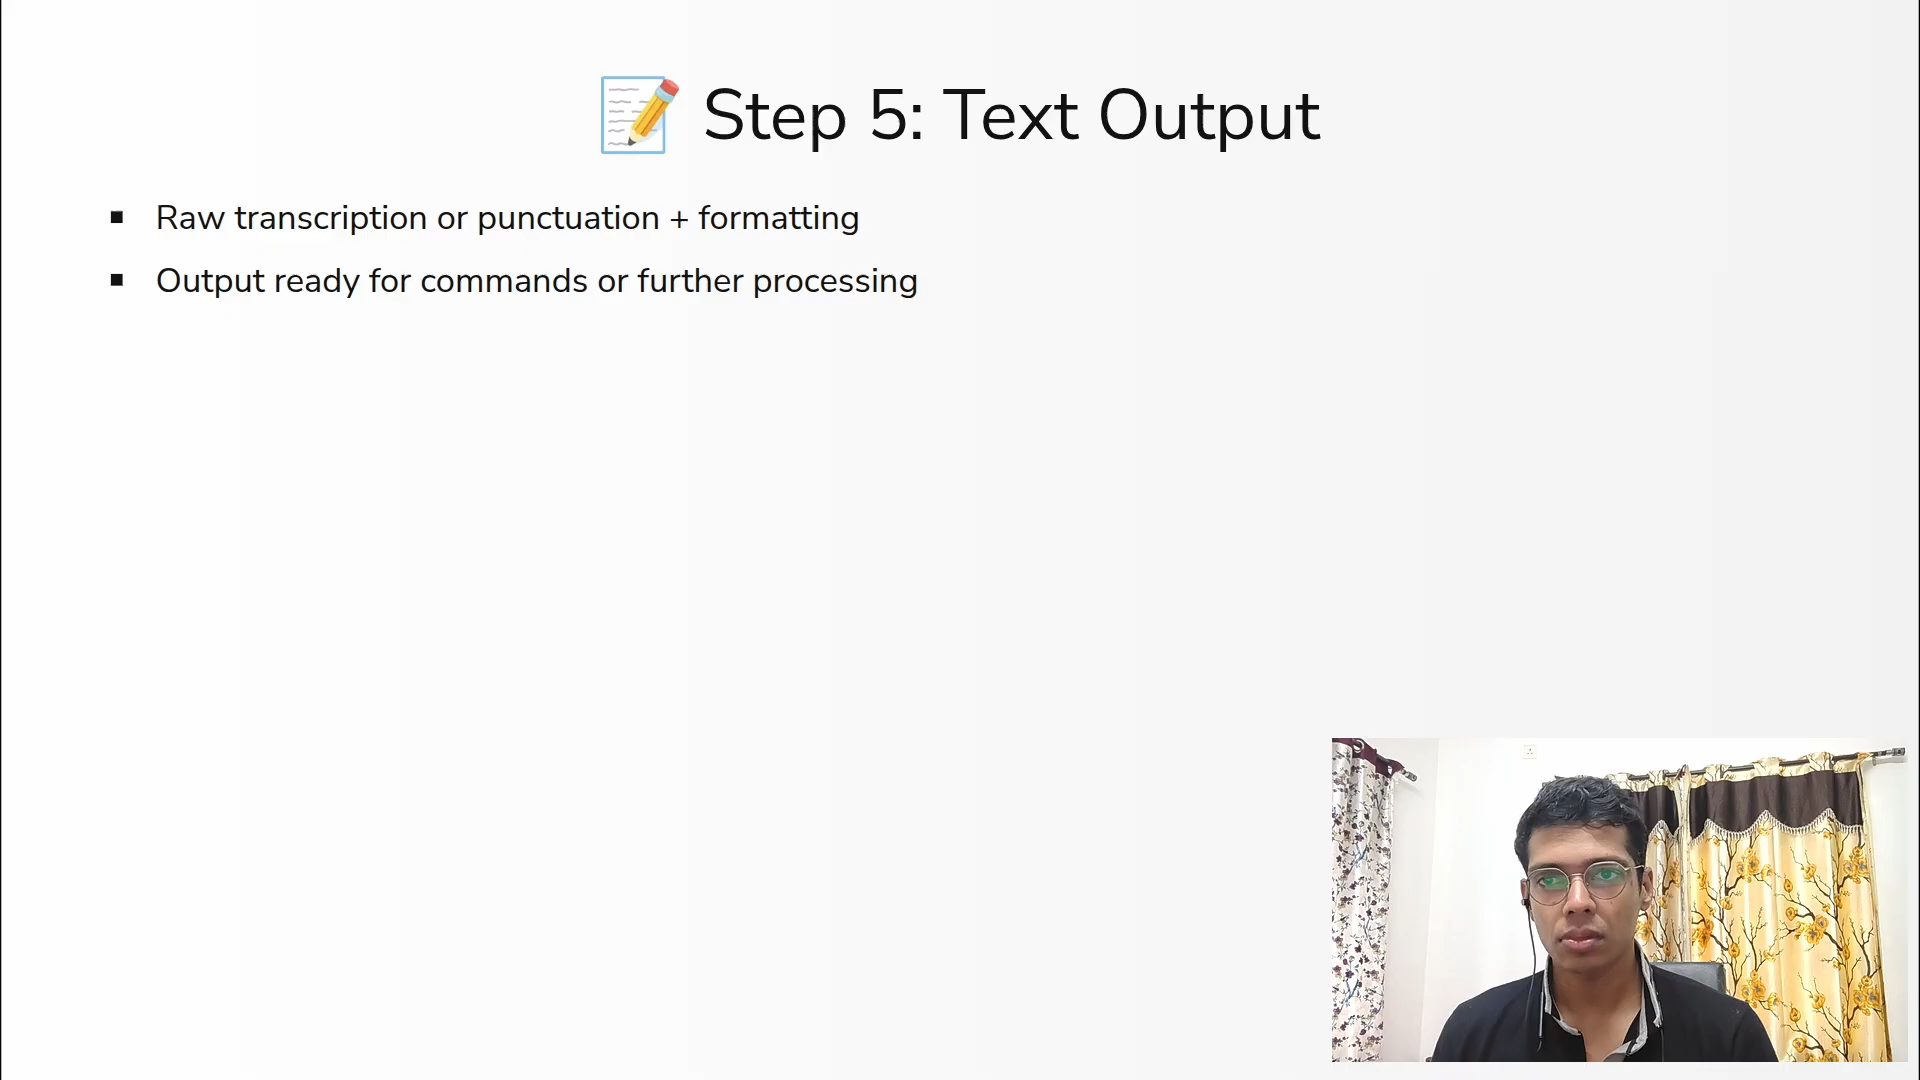 Step 5: Text Output
Raw transcription or punctuation + formatting
Output ready for commands or further processing